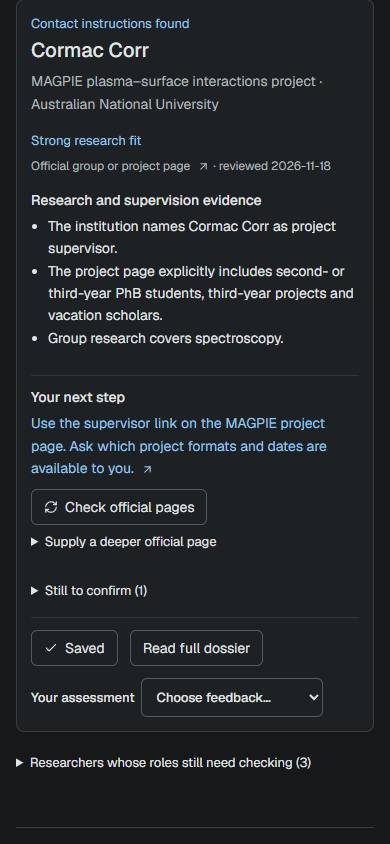 Contact instructions found
Cormac Corr
MAGPIE plasma–surface interactions project ·
Australian National University
Strong research fit
Official group or project page ↗ · reviewed 2026-11-18
Research and supervision evidence
• The institution names Cormac Corr as project
supervisor.
• The project page explicitly includes second- or
third-year PhB students, third-year projects and
vacation scholars.
• Group research covers spectroscopy.
Your next step
Use the supervisor link on the MAGPIE project
page. Ask which project formats and dates are
available to you. ↗
Check official pages
Supply a deeper official page
Still to confirm (1)
Saved
Read full dossier
Your assessment
Choose feedback...
Researchers whose roles still need checking (3)